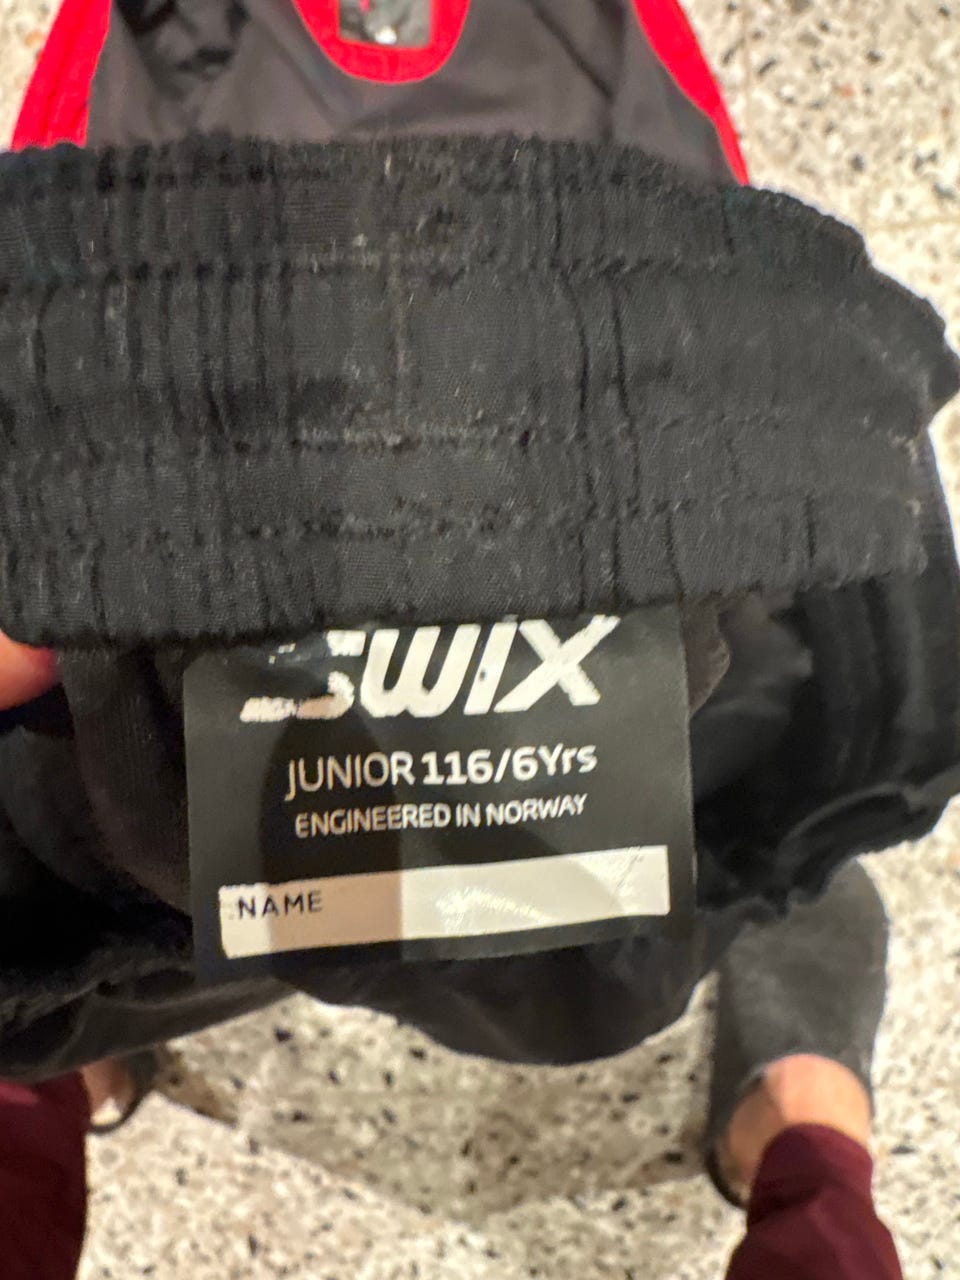 SWIX
JUNIOR 116/6Yrs
ENGINEERED IN NORWAY
NAME